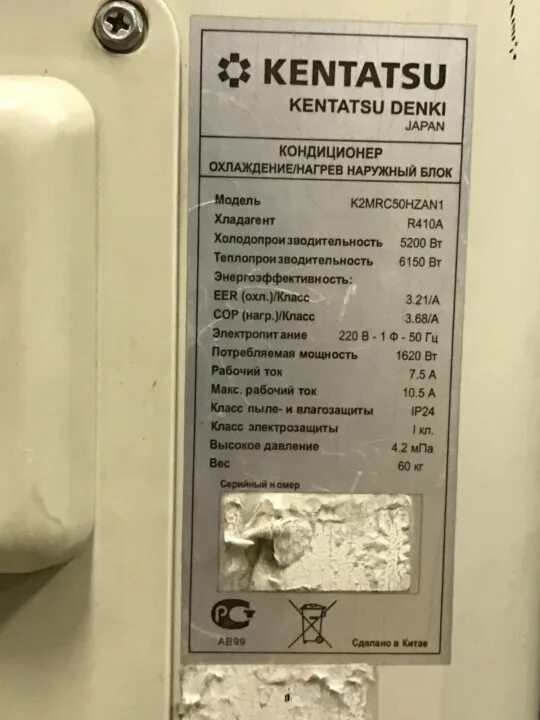 KENTATSU
KENTATSU DENKI
JAPAN
КОНДИЦИОНЕР
ОХЛАЖДЕНИЕ/НАГРЕВ НАРУЖНЫЙ БЛОК
Модель K2MRC50HZAN1
Хладагент R410A
Холодопроизводительность 5200 Вт
Теплопроизводительность 6150 Вт
Энергоэффективность:
EER (охл.)/Класс 3.21/A
COP (нагр.)/Класс 3.68/A
Электропитание 220 В - 1 Ф - 50 Гц
Потребляемая мощность 1620 Вт
Рабочий ток 7.5 А
Макс. рабочий ток 10.5 А
Класс пыле- и влагозащиты IP24
Класс электрозащиты I кл.
Высокое давление 4.2 мПа
Вес 60 кг
Серийный номер
РСТ
АВ99
Сделано в Китае